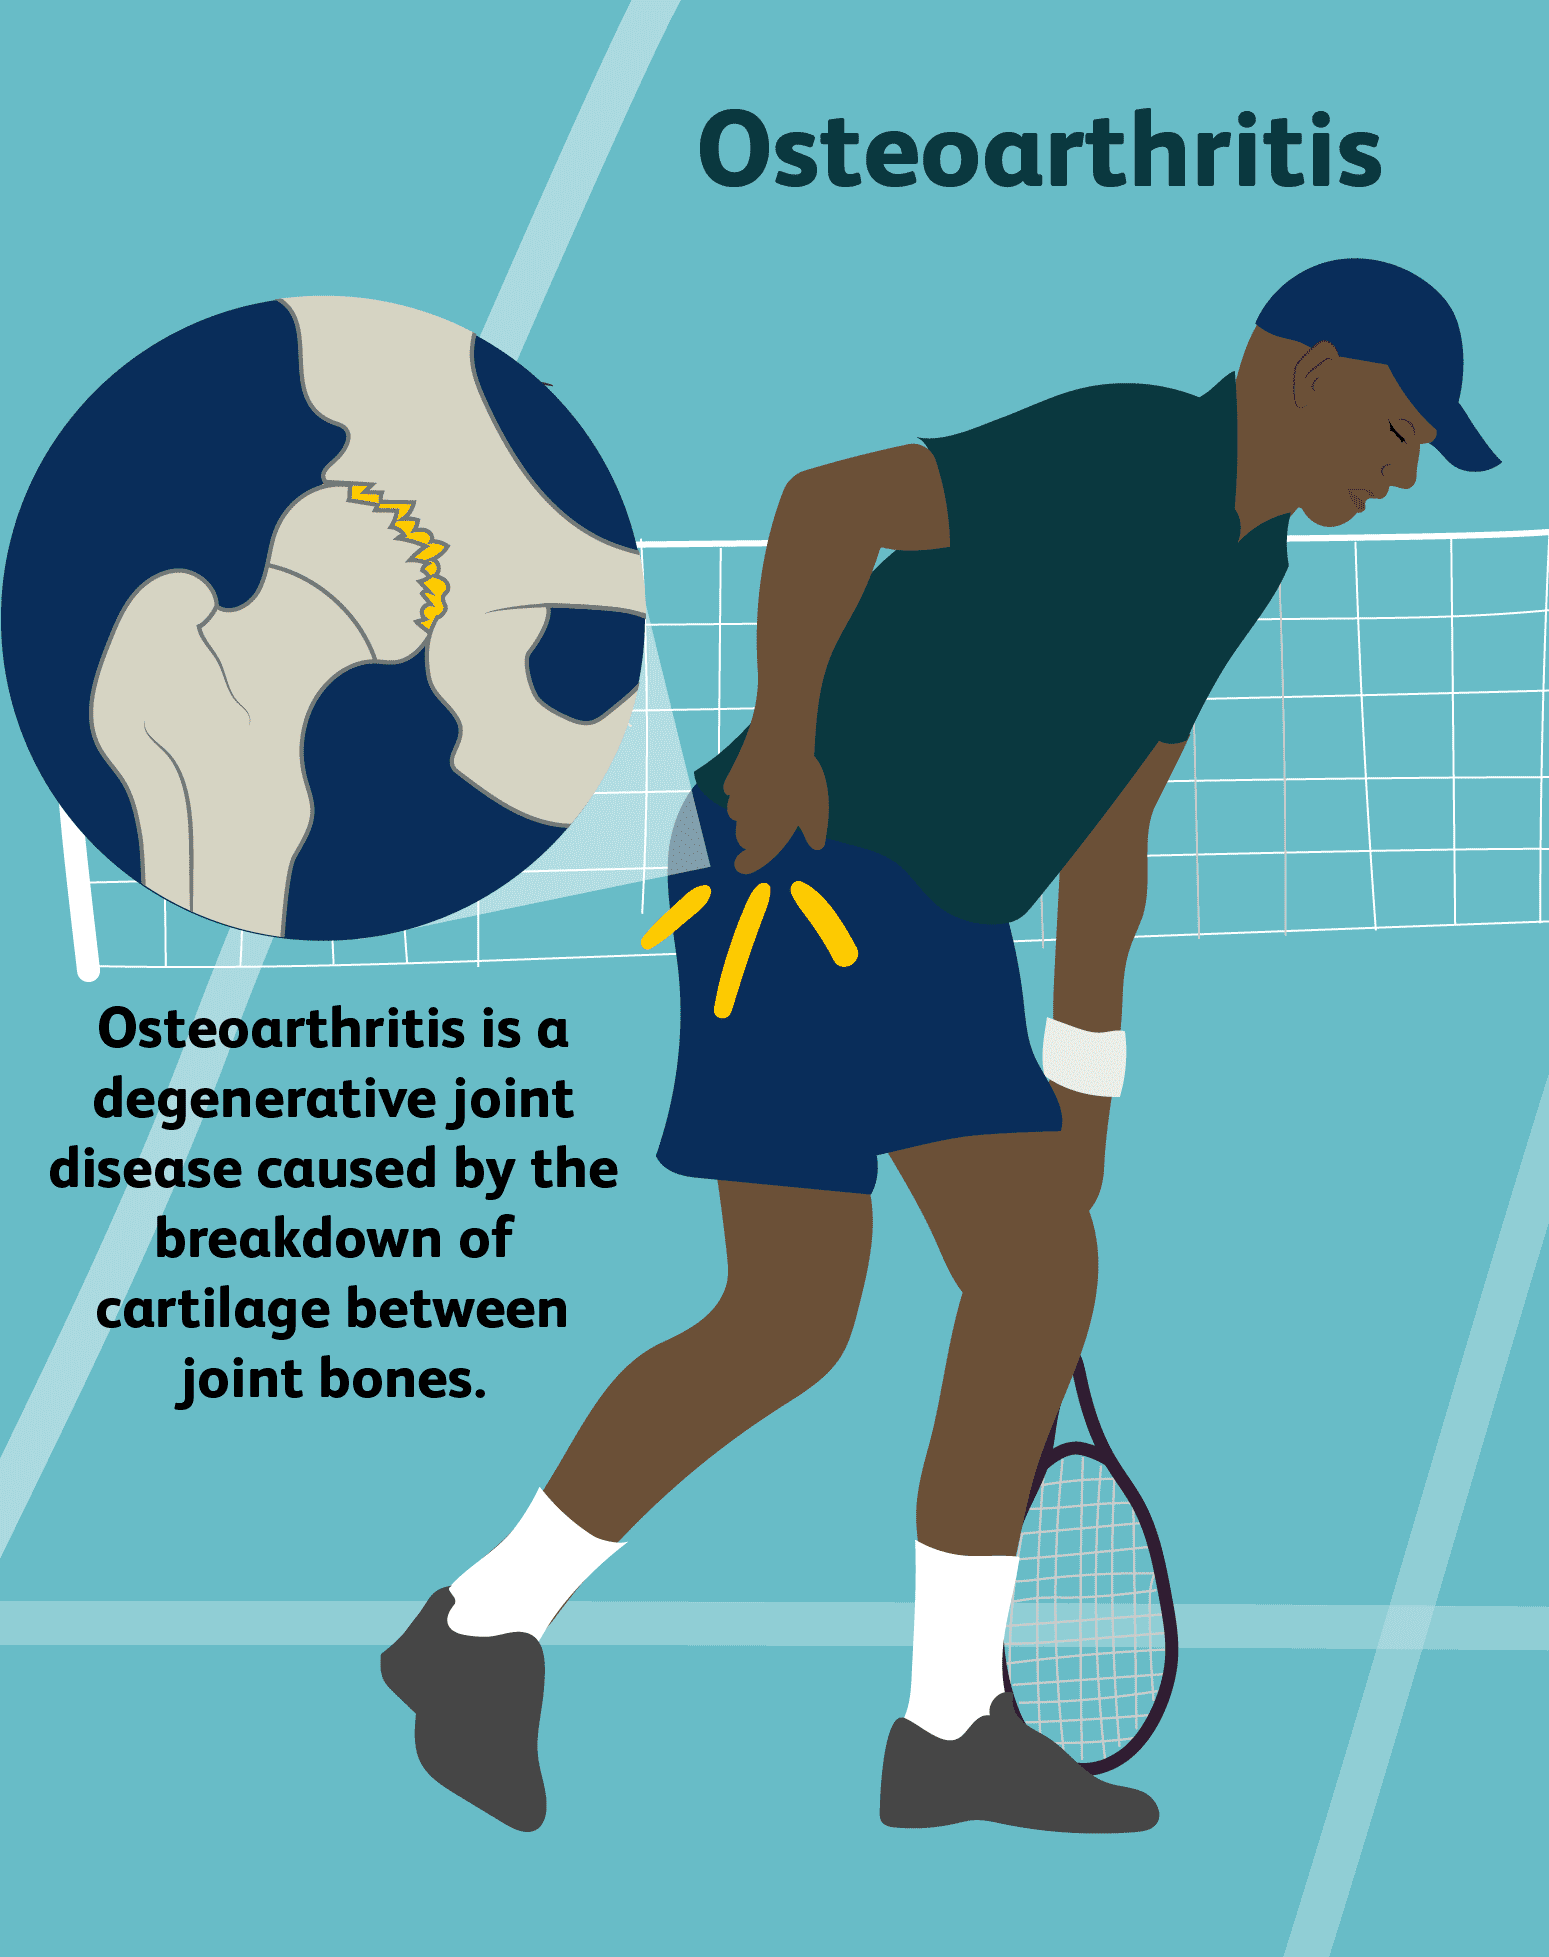 Osteoarthritis
Osteoarthritis is a
degenerative joint
disease caused by the
breakdown of
cartilage between
joint bones.